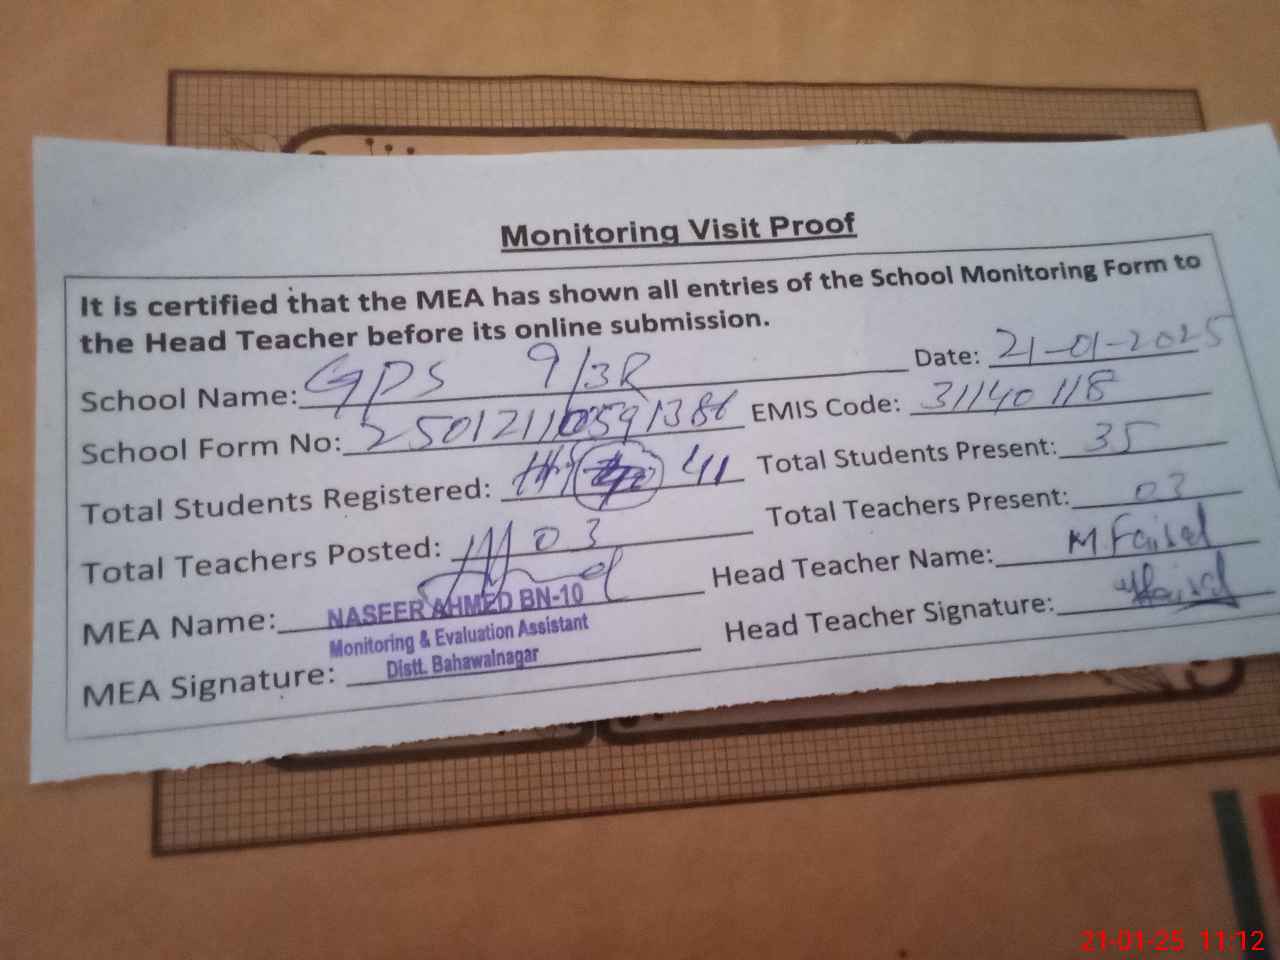 Monitoring Visit Proof
It is certified that the MEA has shown all entries of the School Monitoring Form to
the Head Teacher before its online submission.
School Name: GPS 9/3R Date: 21-01-2025
School Form No: EMIS Code: 31140118
Total Students Registered: 41 Total Students Present: 35
Total Teachers Posted: 03 Total Teachers Present: 03
MEA Name: NASEER AHMED BN-10 Head Teacher Name: M. Faisal
Monitoring & Evaluation Assistant
MEA Signature: Distt. Bahawalnagar Head Teacher Signature:
21-01-25 11:12